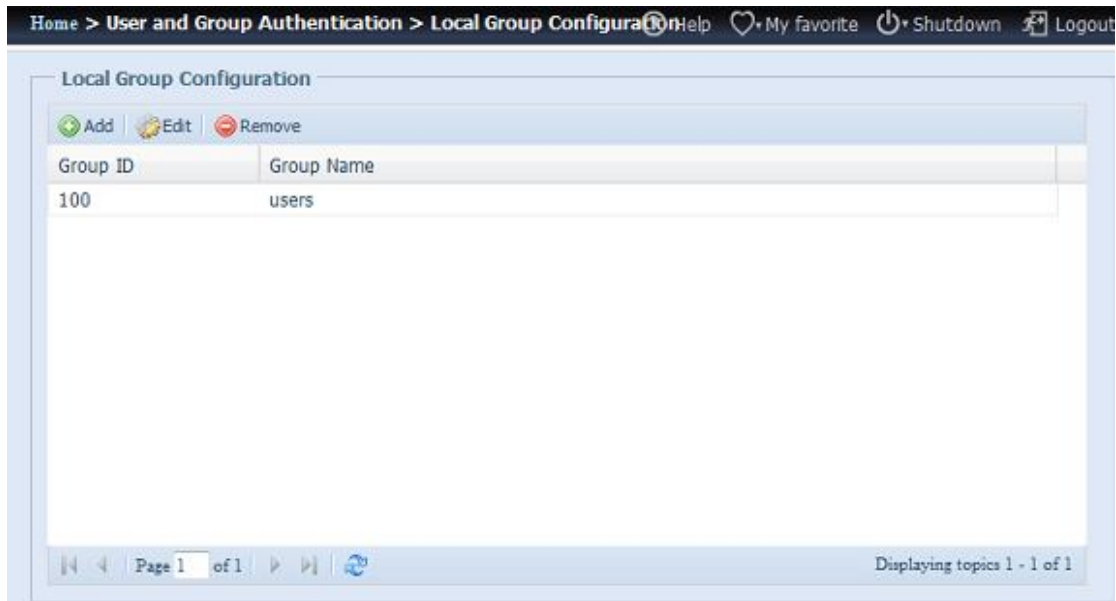 Home > User and Group Authentication > Local Group Configuration Help My favorite Shutdown Logout
Local Group Configuration
Add Edit Remove
Group ID Group Name
100 users
Page 1 of 1 Displaying topics 1 - 1 of 1